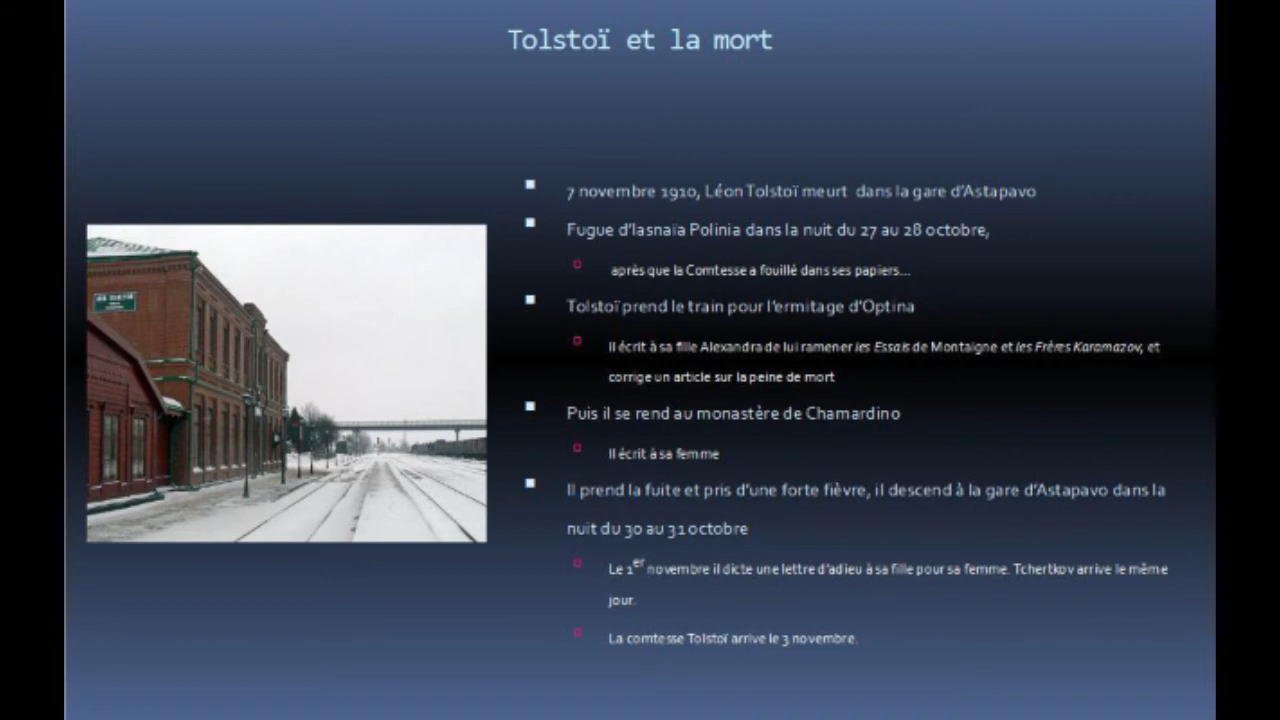 Tolstoï et la mort
7 novembre 1910, Léon Tolstoï meurt dans la gare d'Astapavo
Fugue d'Iasnaïa Polinia dans la nuit du 27 au 28 octobre,
après que la Comtesse a fouillé dans ses papiers...
Tolstoï prend le train pour l'ermitage d'Optina
Il écrit à sa fille Alexandra de lui ramener les Essais de Montaigne et les Frères Karamazov, et
corrige un article sur la peine de mort
Puis il se rend au monastère de Chamardino
Il écrit à sa femme
Il prend la fuite et pris d'une forte fièvre, il descend à la gare d'Astapavo dans la
nuit du 30 au 31 octobre
Le 1er novembre il dicte une lettre d'adieu à sa fille pour sa femme. Tchertkov arrive le même
jour.
La comtesse Tolstoï arrive le 3 novembre.